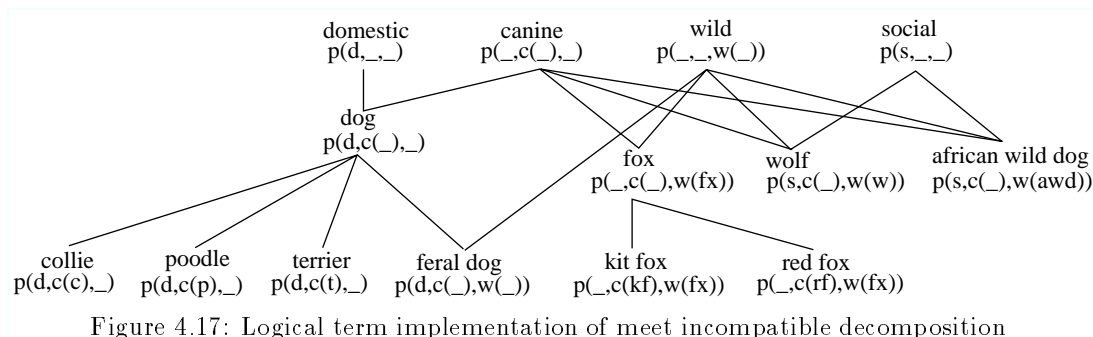 domestic canine wild social
p(d,_,_) p(_,c(_),_) p(_,_,w(_)) p(s,_,_)
dog
p(d,c(_),_)
fox wolf african wild dog
p(_,c(_),w(fx)) p(s,c(_),w(w)) p(s,c(_),w(awd))
collie poodle terrier feral dog kit fox red fox
p(d,c(c),_) p(d,c(p),_) p(d,c(t),_) p(d,c(_),w(_)) p(_,c(kf),w(fx)) p(_,c(rf),w(fx))
Figure 4.17: Logical term implementation of meet incompatible decomposition